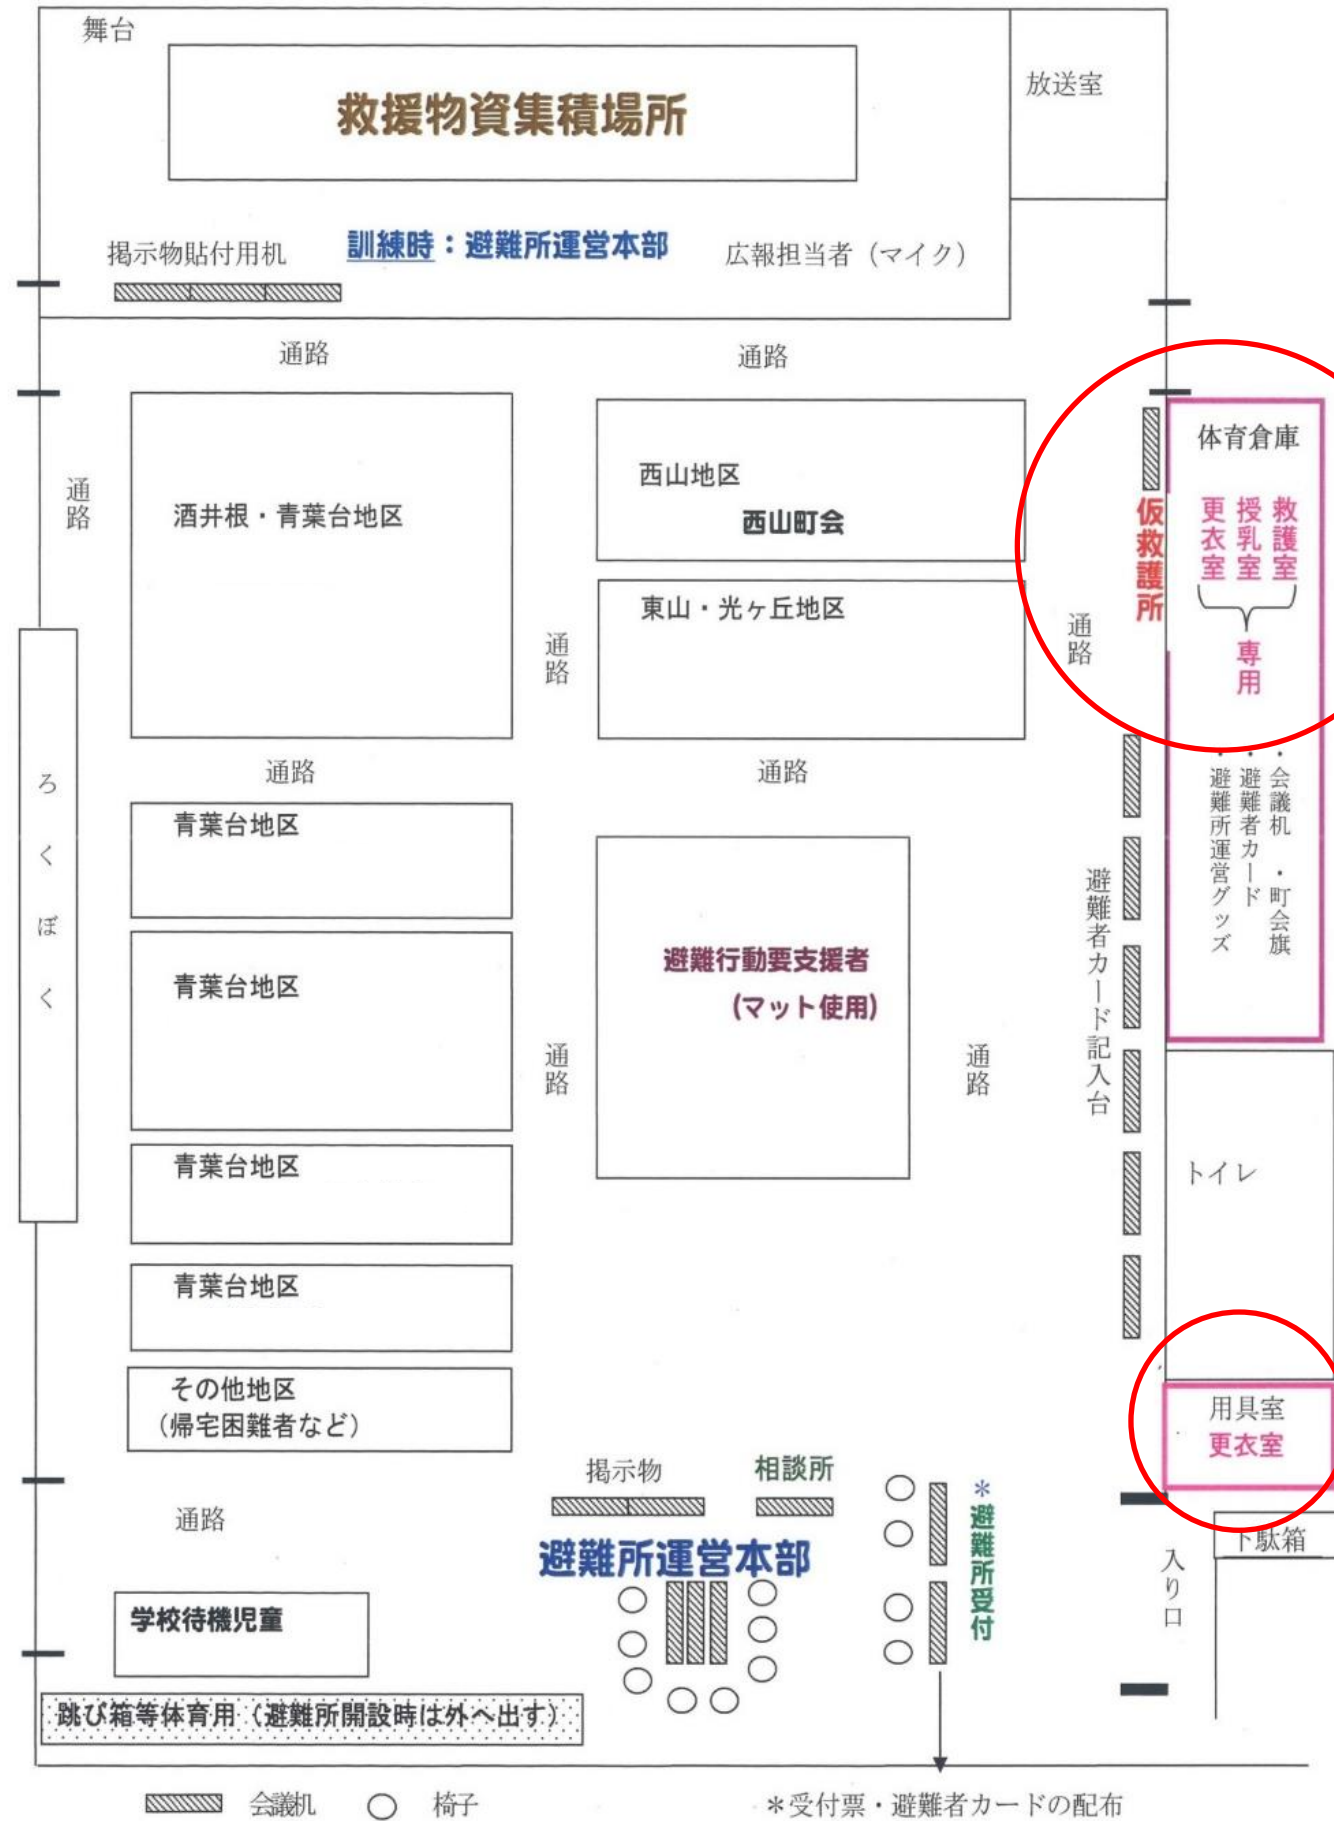 舞台
救援物資集積場所
放送室
掲示物貼付用机
訓練時：避難所運営本部
広報担当者（マイク）
通路
通路
通路
酒井根・青葉台地区
西山地区
西山町会
東山・光ヶ丘地区
通路
通路
仮救護所
体育倉庫
救護室
授乳室
更衣室
専用
・会議机　・町会旗
・避難者カード
・避難所運営グッズ
通路
通路
ろくぼく
青葉台地区
青葉台地区
青葉台地区
青葉台地区
その他地区
（帰宅困難者など）
避難行動要支援者
（マット使用）
通路
通路
避難者カード記入台
トイレ
用具室
更衣室
下駄箱
入り口
掲示物
相談所
＊避難所受付
避難所運営本部
通路
学校待機児童
跳び箱等体育用（避難所開設時は外へ出す）
会議机
椅子
＊受付票・避難者カードの配布